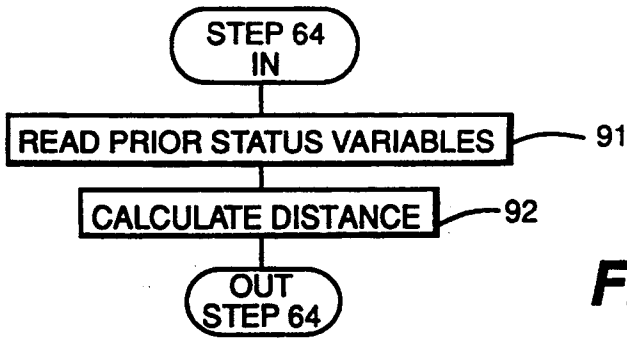 STEP 64
IN
READ PRIOR STATUS VARIABLES
91
CALCULATE DISTANCE
92
OUT
STEP 64